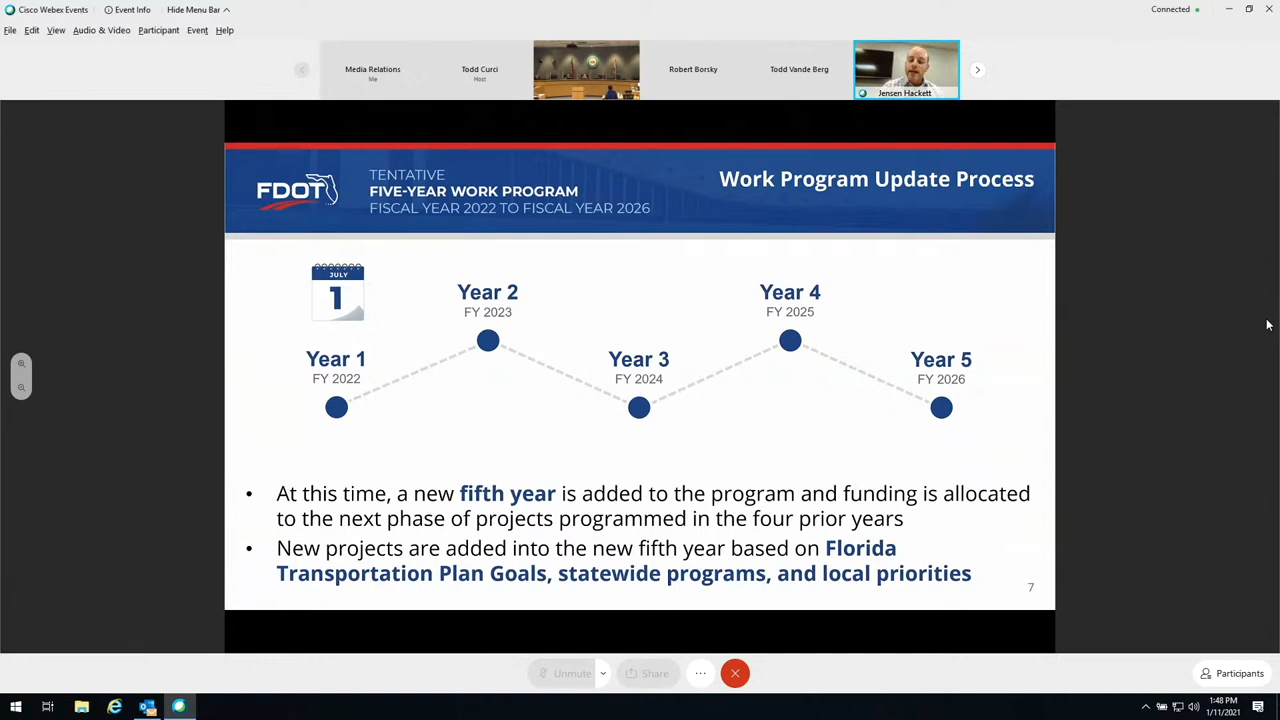 Cisco Webex Events
Event Info
Hide Menu Bar
Connected
File Edit View Audio & Video Participant Event Help
Media Relations
Me
Todd Curci
Host
Robert Borsky
Todd Vande Berg
Jensen Hackett
FDOT
TENTATIVE
FIVE-YEAR WORK PROGRAM
FISCAL YEAR 2022 TO FISCAL YEAR 2026
Work Program Update Process
JULY
1
Year 1
FY 2022
Year 2
FY 2023
Year 3
FY 2024
Year 4
FY 2025
Year 5
FY 2026
• At this time, a new fifth year is added to the program and funding is allocated
to the next phase of projects programmed in the four prior years
• New projects are added into the new fifth year based on Florida
Transportation Plan Goals, statewide programs, and local priorities
7
Unmute
Share
Participants
1:48 PM
1/11/2021